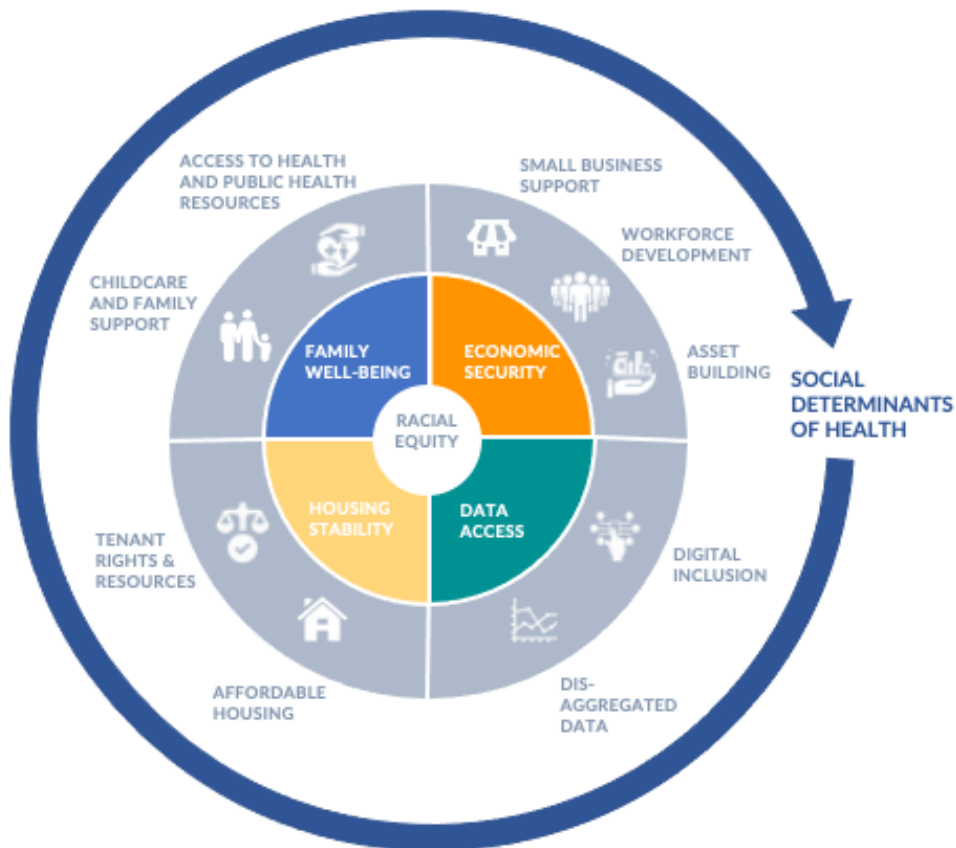 ACCESS TO HEALTH
AND PUBLIC HEALTH
RESOURCES
SMALL BUSINESS
SUPPORT
WORKFORCE
DEVELOPMENT
CHILDCARE
AND FAMILY
SUPPORT
FAMILY
WELL-BEING
ECONOMIC
SECURITY
ASSET
BUILDING
SOCIAL
DETERMINANTS
OF HEALTH
RACIAL
EQUITY
HOUSING
STABILITY
DATA
ACCESS
TENANT
RIGHTS &
RESOURCES
DIGITAL
INCLUSION
AFFORDABLE
HOUSING
DIS-
AGGREGATED
DATA